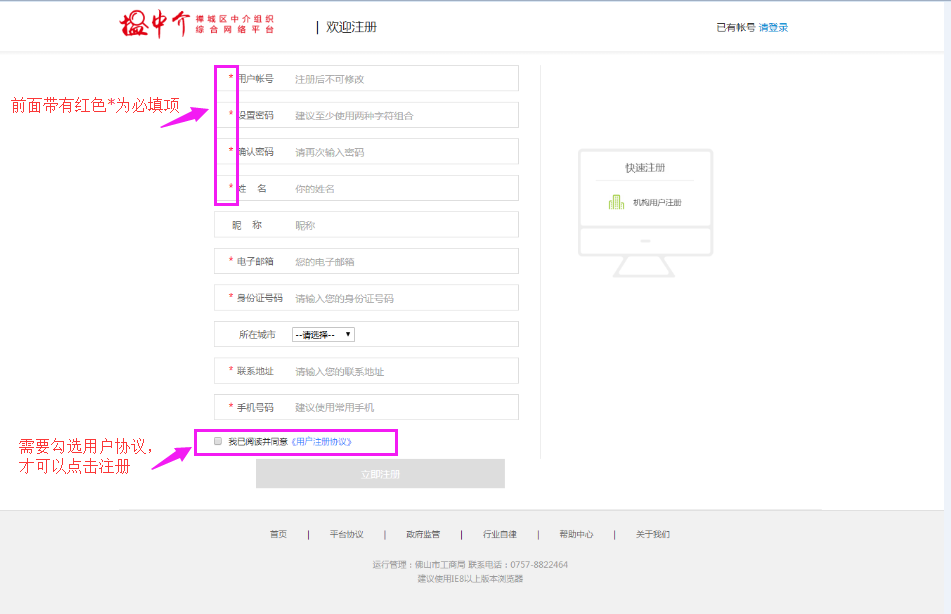 揾中介
禅城区中介组织
综合网络平台
欢迎注册
已有帐号 请登录
前面带有红色*为必填项
* 用户帐号 注册后不可修改
* 设置密码 建议至少使用两种字符组合
* 确认密码 请再次输入密码
* 姓 名 你的姓名
昵 称 昵称
* 电子邮箱 您的电子邮箱
* 身份证号码 请输入您的身份证号码
所在城市 --请选择--
* 联系地址 请输入您的联系地址
* 手机号码 建议使用常用手机
快速注册
机构用户注册
需要勾选用户协议,
才可以点击注册
我已阅读并同意《用户注册协议》
立即注册
首页 | 平台协议 | 政府监管 | 行业自律 | 帮助中心 | 关于我们
运行管理：佛山市工商局 联系电话：0757-8822464
建议使用IE8以上版本浏览器